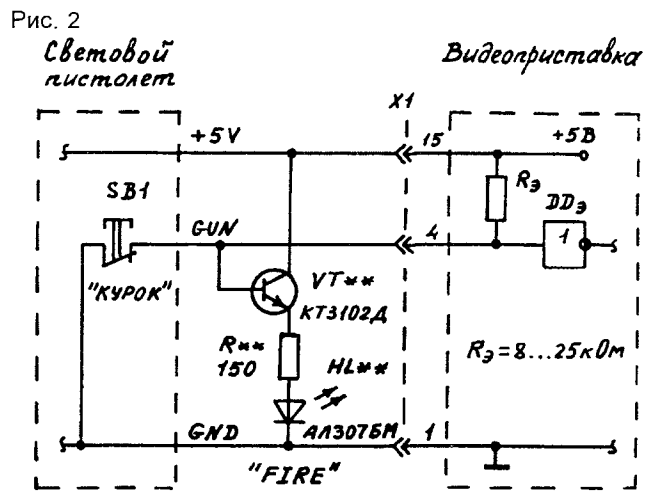 Рис. 2
Световой
пистолет
Видеоприставка
X1
+5V
15
+5В
SB1
Rэ
DDэ
GUN
4
1
"КУРОК"
VT**
КТ3102Д
R**
150
HL**
Rэ=8...25кОм
GND
АЛ307БМ
1
"FIRE"